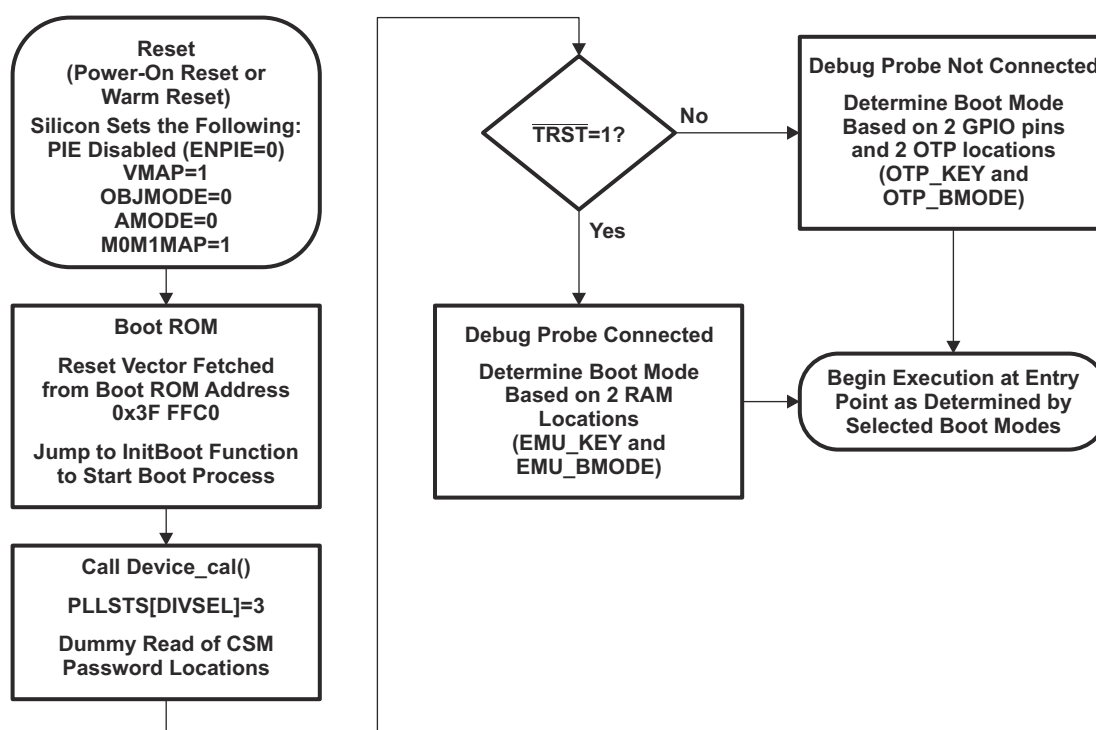 Reset
(Power-On Reset or
Warm Reset)
Silicon Sets the Following:
PIE Disabled (ENPIE=0)
VMAP=1
OBJMODE=0
AMODE=0
M0M1MAP=1
Boot ROM
Reset Vector Fetched
from Boot ROM Address
0x3F FFC0
Jump to InitBoot Function
to Start Boot Process
Call Device_cal()
PLLSTS[DIVSEL]=3
Dummy Read of CSM
Password Locations
TRST=1?
No
Yes
Debug Probe Not Connected
Determine Boot Mode
Based on 2 GPIO pins
and 2 OTP locations
(OTP_KEY and
OTP_BMODE)
Debug Probe Connected
Determine Boot Mode
Based on 2 RAM
Locations
(EMU_KEY and
EMU_BMODE)
Begin Execution at Entry
Point as Determined by
Selected Boot Modes